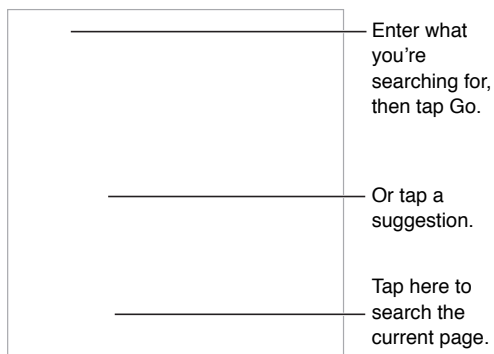 Enter what
you're
searching for,
then tap Go.
Or tap a
suggestion.
Tap here to
search the
current page.